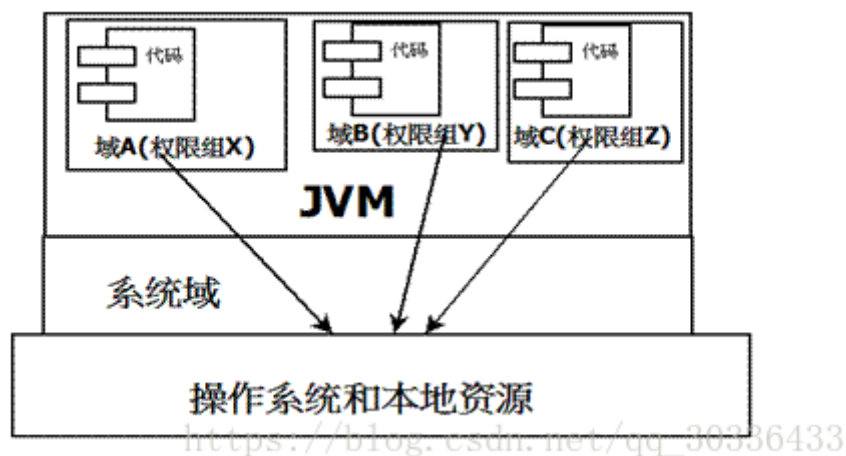 代码
代码
代码
域A(权限组X)
域B(权限组Y)
域C(权限组Z)
JVM
系统域
操作系统和本地资源
https://blog.csdn.net/qq_30336433